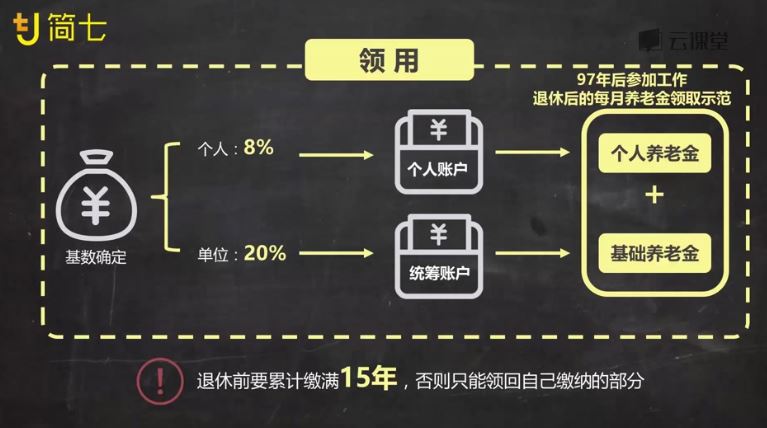 简七
云课堂
领用
97年后参加工作
退休后的每月养老金领取示范
¥
基数确定
个人：8%
¥
个人账户
个人养老金
+
单位：20%
¥
统筹账户
基础养老金
!
退休前要累计缴满15年，否则只能领回自己缴纳的部分